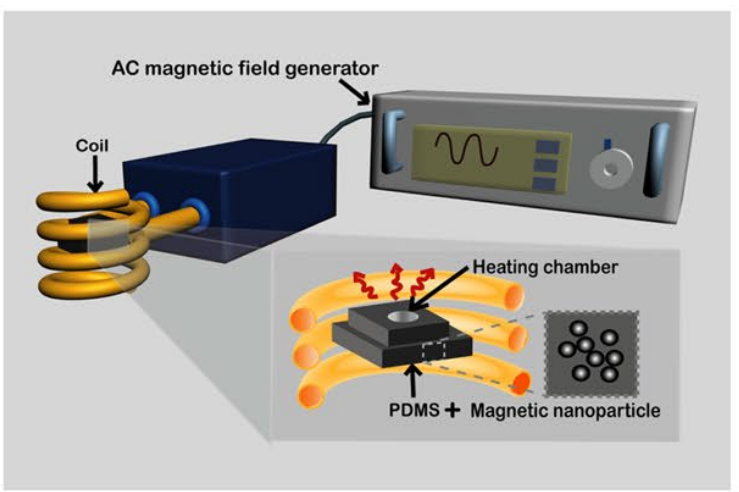 AC magnetic field generator
Coil
Heating chamber
PDMS + Magnetic nanoparticle